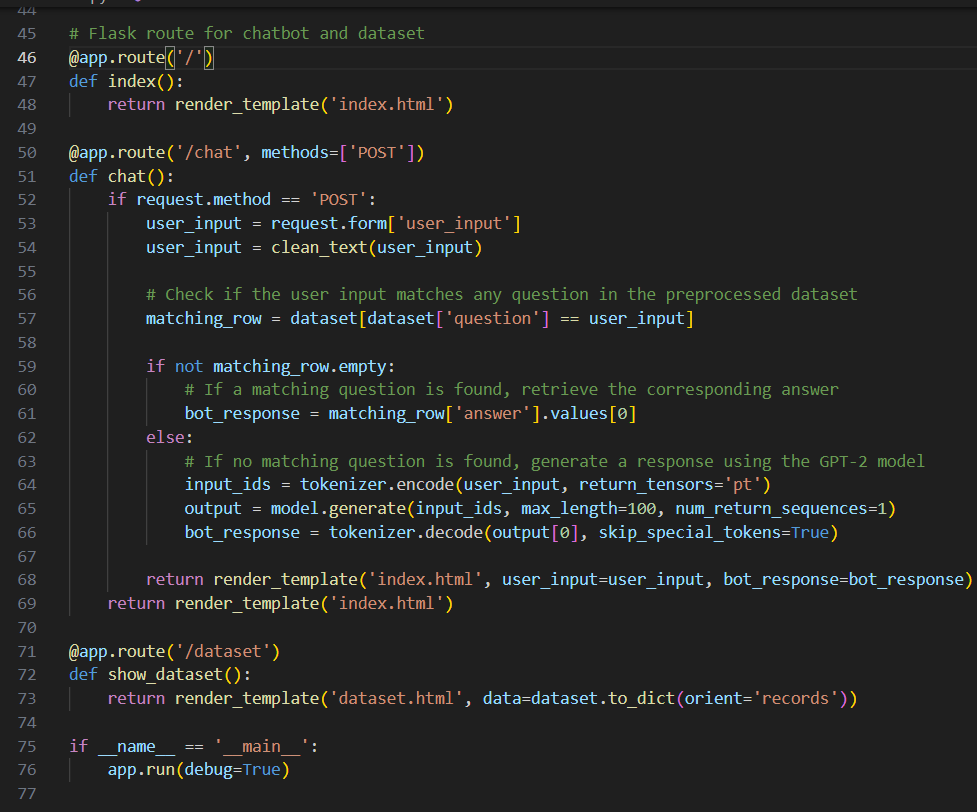 44
45 # Flask route for chatbot and dataset
46 @app.route('/')
47 def index():
48     return render_template('index.html')
49
50 @app.route('/chat', methods=['POST'])
51 def chat():
52     if request.method == 'POST':
53         user_input = request.form['user_input']
54         user_input = clean_text(user_input)
55
56         # Check if the user input matches any question in the preprocessed dataset
57         matching_row = dataset[dataset['question'] == user_input]
58
59         if not matching_row.empty:
60             # If a matching question is found, retrieve the corresponding answer
61             bot_response = matching_row['answer'].values[0]
62         else:
63             # If no matching question is found, generate a response using the GPT-2 model
64             input_ids = tokenizer.encode(user_input, return_tensors='pt')
65             output = model.generate(input_ids, max_length=100, num_return_sequences=1)
66             bot_response = tokenizer.decode(output[0], skip_special_tokens=True)
67
68         return render_template('index.html', user_input=user_input, bot_response=bot_response)
69     return render_template('index.html')
70
71 @app.route('/dataset')
72 def show_dataset():
73     return render_template('dataset.html', data=dataset.to_dict(orient='records'))
74
75 if __name__ == '__main__':
76     app.run(debug=True)
77